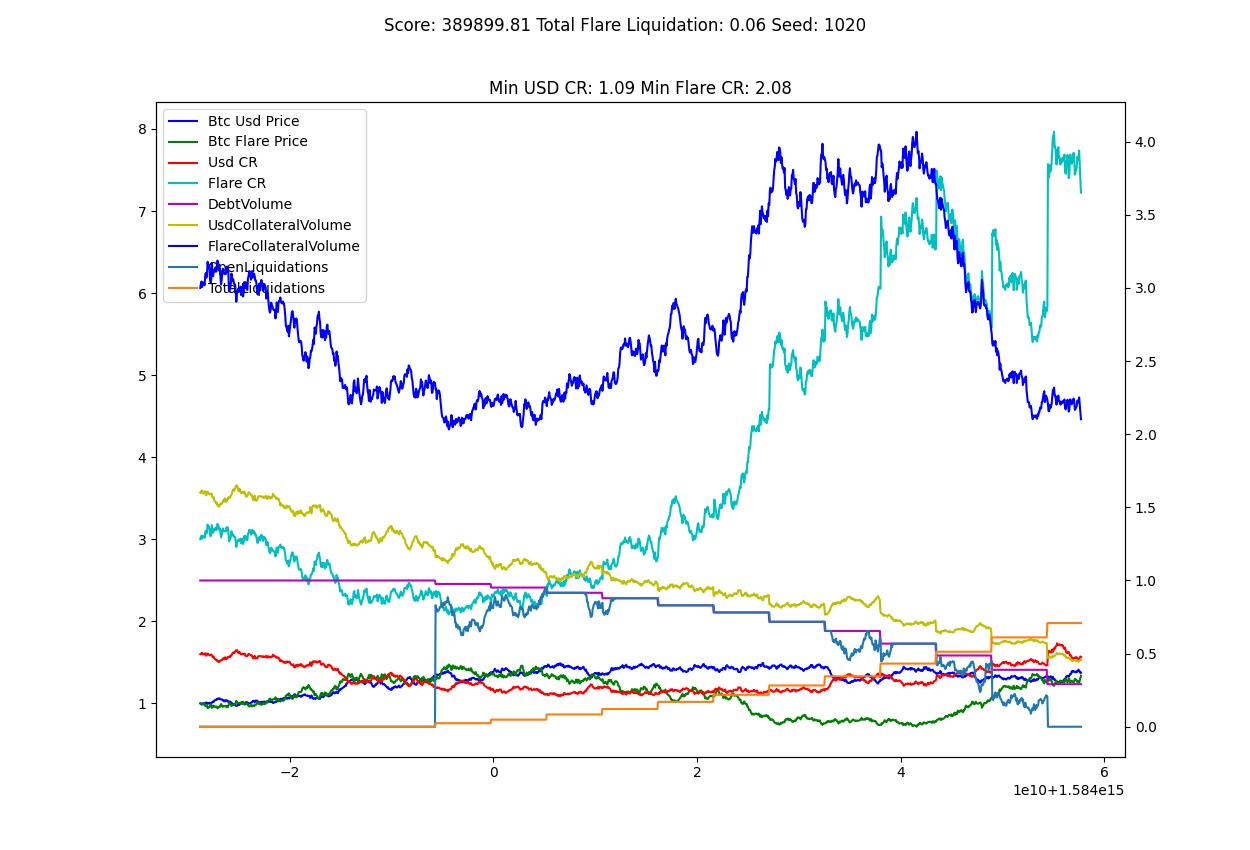 Score: 389899.81 Total Flare Liquidation: 0.06 Seed: 1020
Min USD CR: 1.09 Min Flare CR: 2.08
Btc Usd Price
Btc Flare Price
Usd CR
Flare CR
DebtVolume
UsdCollateralVolume
FlareCollateralVolume
OpenLiquidations
TotalLiquidations
8
7
6
5
4
3
2
1
4.0
3.5
3.0
2.5
2.0
1.5
1.0
0.5
0.0
−2 0 2 4 6
1e10+1.584e15